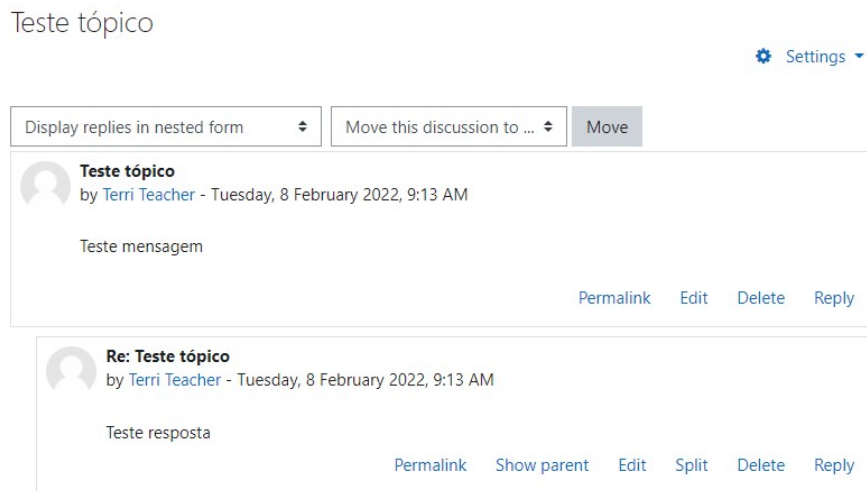 Teste tópico
Settings
Display replies in nested form
Move this discussion to ...
Move
Teste tópico
by Terri Teacher - Tuesday, 8 February 2022, 9:13 AM
Teste mensagem
Permalink Edit Delete Reply
Re: Teste tópico
by Terri Teacher - Tuesday, 8 February 2022, 9:13 AM
Teste resposta
Permalink Show parent Edit Split Delete Reply